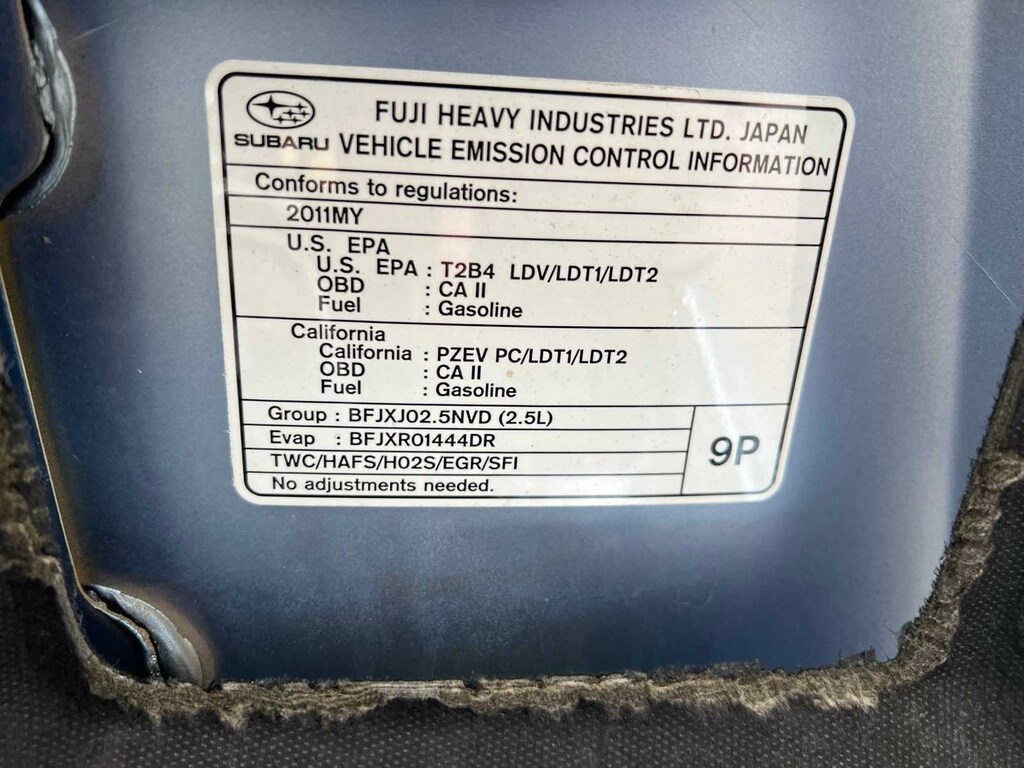 FUJI HEAVY INDUSTRIES LTD. JAPAN
SUBARU VEHICLE EMISSION CONTROL INFORMATION
Conforms to regulations:
2011MY
U.S. EPA
U.S. EPA : T2B4 LDV/LDT1/LDT2
OBD : CA II
Fuel : Gasoline
California
California : PZEV PC/LDT1/LDT2
OBD : CA II
Fuel : Gasoline
Group : BFJXJ02.5NVD (2.5L)
Evap : BFJXR01444DR
TWC/HAFS/HO2S/EGR/SFI
No adjustments needed.
9P